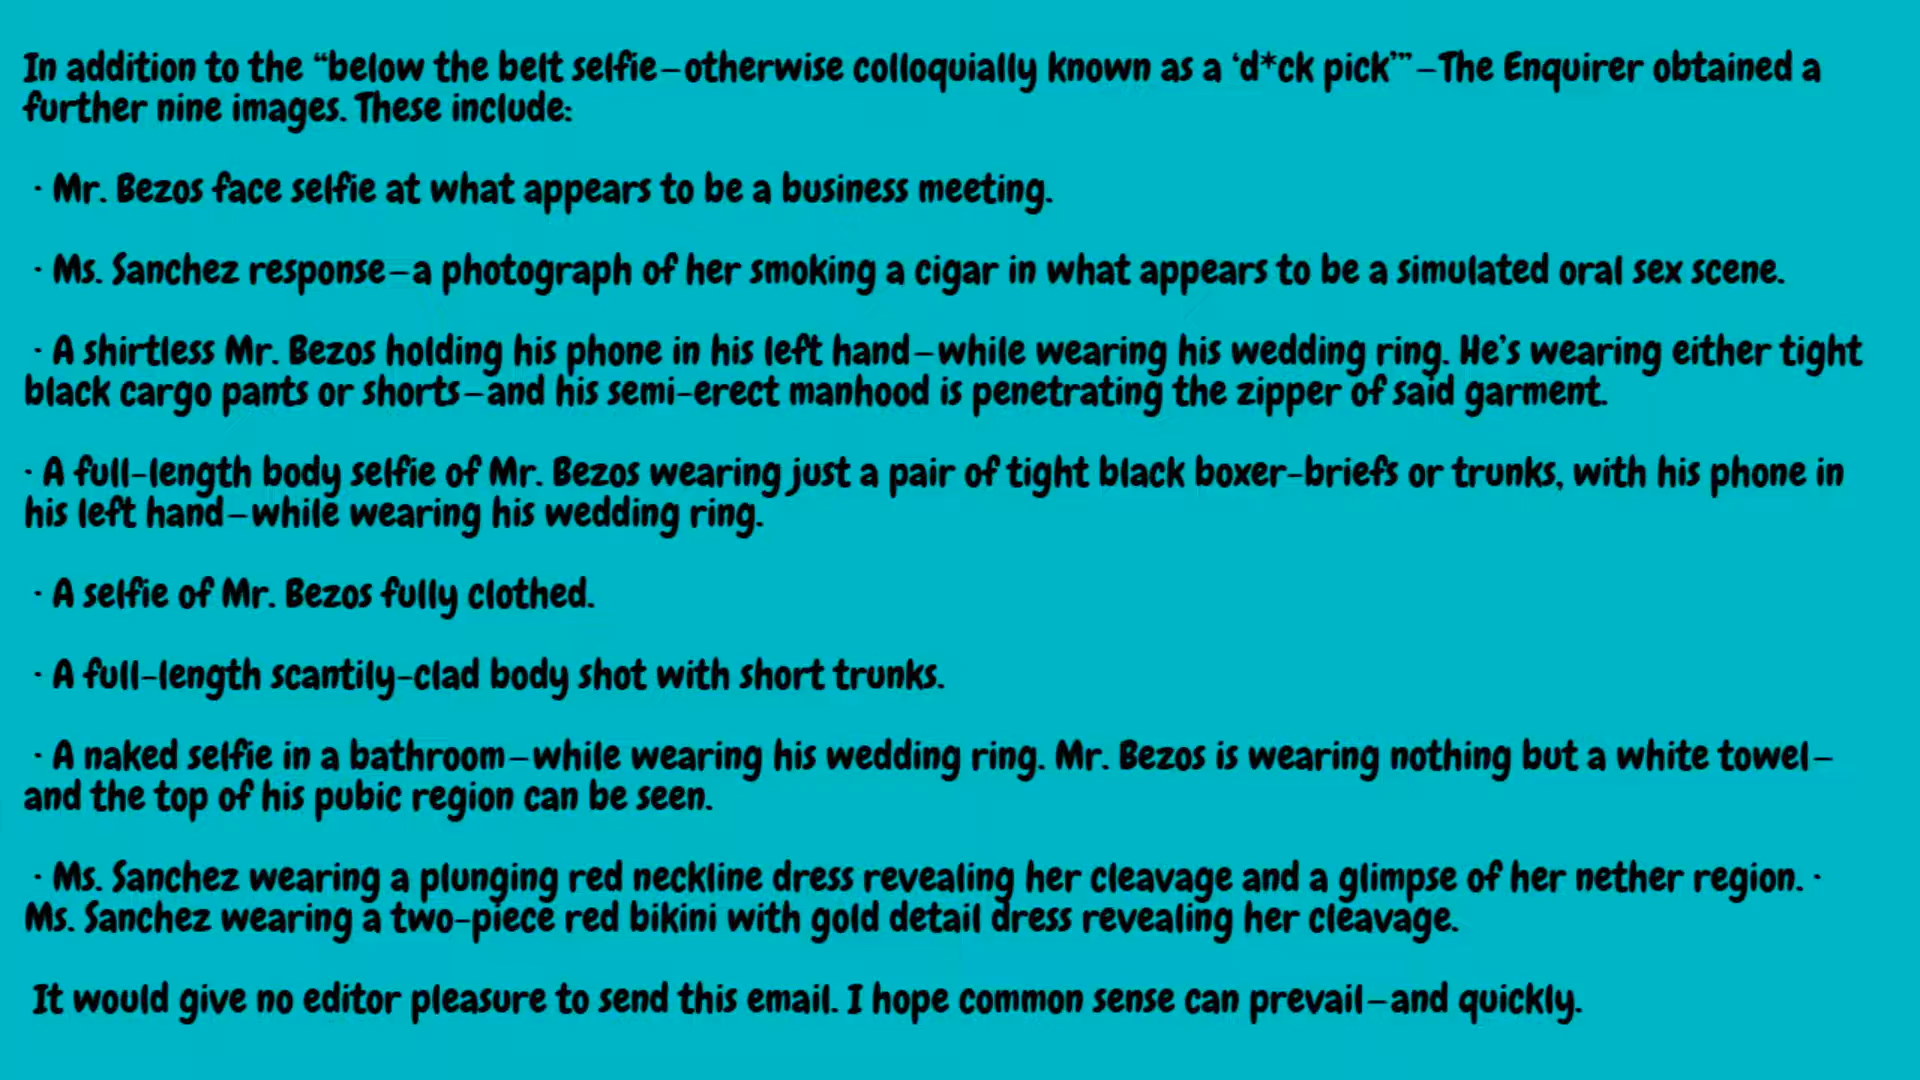 In addition to the “below the belt selfie–otherwise colloquially known as a ‘d*ck pick’”–The Enquirer obtained a
further nine images. These include:
· Mr. Bezos face selfie at what appears to be a business meeting.
· Ms. Sanchez response–a photograph of her smoking a cigar in what appears to be a simulated oral sex scene.
· A shirtless Mr. Bezos holding his phone in his left hand–while wearing his wedding ring. He’s wearing either tight
black cargo pants or shorts–and his semi-erect manhood is penetrating the zipper of said garment.
· A full-length body selfie of Mr. Bezos wearing just a pair of tight black boxer-briefs or trunks, with his phone in
his left hand–while wearing his wedding ring.
· A selfie of Mr. Bezos fully clothed.
· A full-length scantily-clad body shot with short trunks.
· A naked selfie in a bathroom–while wearing his wedding ring. Mr. Bezos is wearing nothing but a white towel–
and the top of his pubic region can be seen.
· Ms. Sanchez wearing a plunging red neckline dress revealing her cleavage and a glimpse of her nether region. ·
Ms. Sanchez wearing a two-piece red bikini with gold detail dress revealing her cleavage.
It would give no editor pleasure to send this email. I hope common sense can prevail–and quickly.